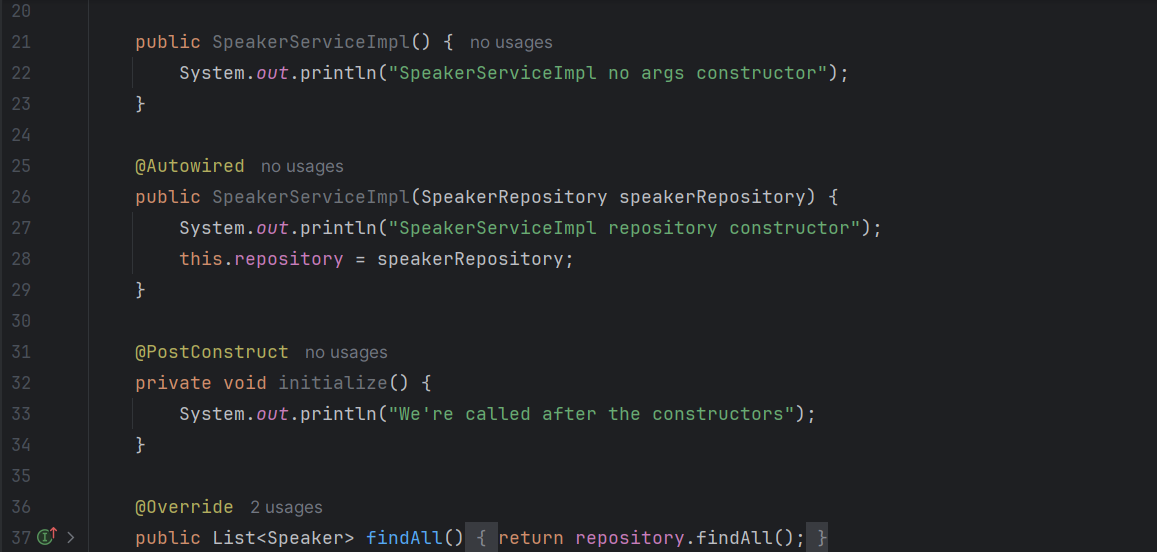 20
21 public SpeakerServiceImpl() { no usages
22 System.out.println("SpeakerServiceImpl no args constructor");
23 }
24
25 @Autowired no usages
26 public SpeakerServiceImpl(SpeakerRepository speakerRepository) {
27 System.out.println("SpeakerServiceImpl repository constructor");
28 this.repository = speakerRepository;
29 }
30
31 @PostConstruct no usages
32 private void initialize() {
33 System.out.println("We're called after the constructors");
34 }
35
36 @Override 2 usages
37 public List<Speaker> findAll() { return repository.findAll(); }